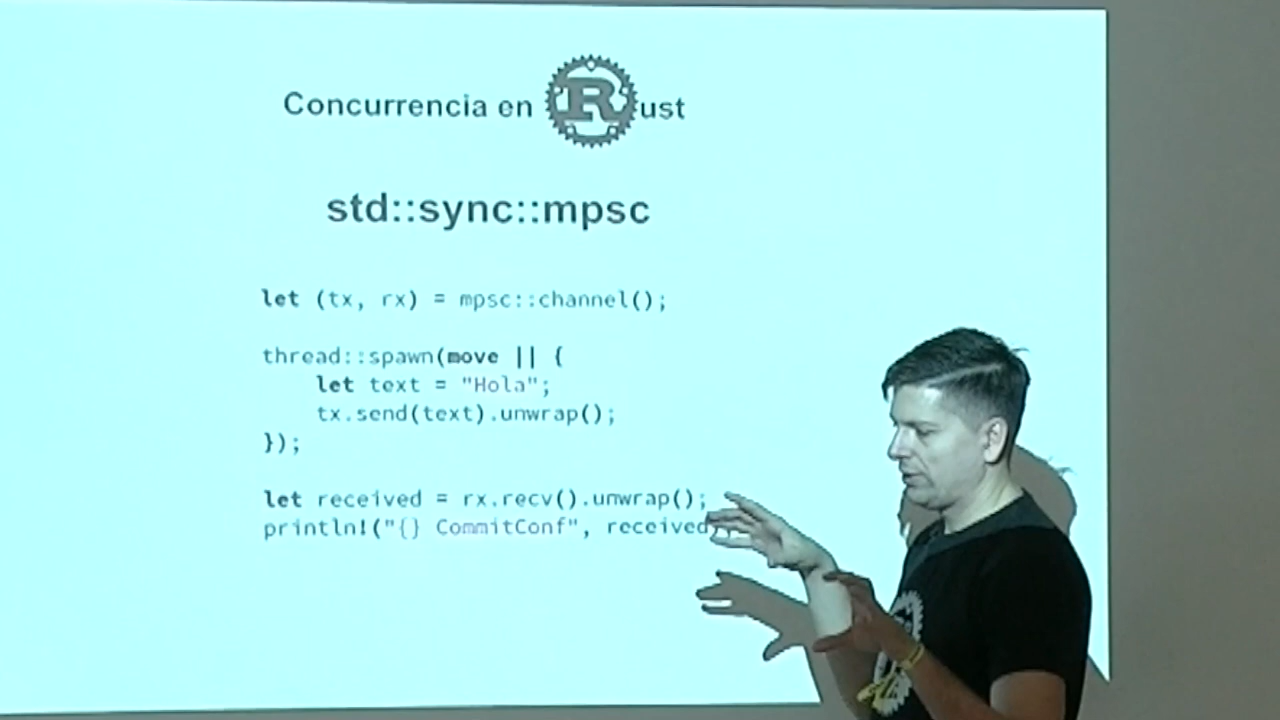 Concurrencia en Rust
std::sync::mpsc
let (tx, rx) = mpsc::channel();
thread::spawn(move || {
let text = "Hola";
tx.send(text).unwrap();
});
let received = rx.recv().unwrap();
println!("{} CommitConf", received)